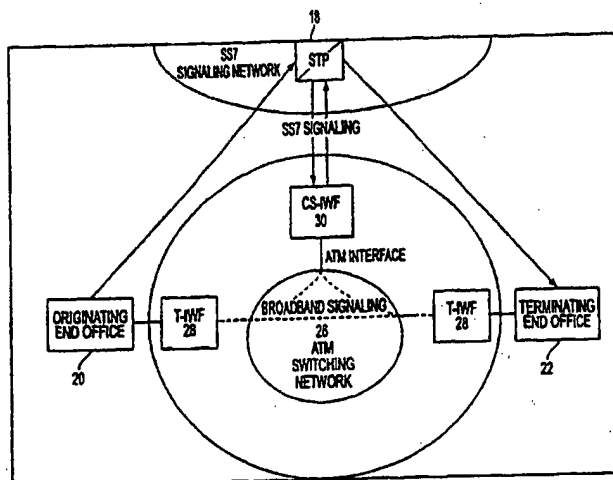 18
SS7
SIGNALING NETWORK
STP
SS7 SIGNALING
CS-IWF
30
ATM INTERFACE
BROADBAND SIGNALING
ORIGINATING
END OFFICE
T-IWF
28
26
ATM
SWITCHING
NETWORK
T-IWF
28
TERMINATING
END OFFICE
20
22